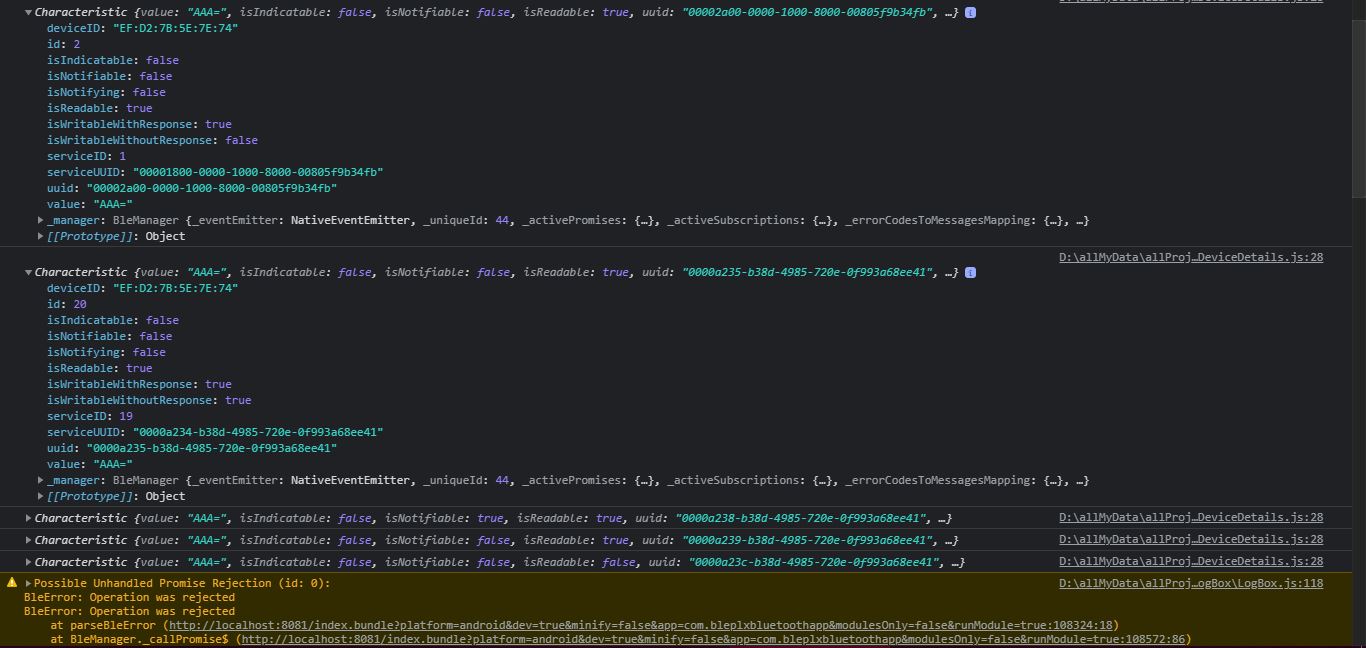 Characteristic {value: "AAA=", isIndicatable: false, isNotifiable: false, isReadable: true, uuid: "00002a00-0000-1000-8000-00805f9b34fb", …} i
deviceID: "EF:D2:7B:5E:7E:74"
id: 2
isIndicatable: false
isNotifiable: false
isNotifying: false
isReadable: true
isWritableWithResponse: true
isWritableWithoutResponse: false
serviceID: 1
serviceUUID: "00001800-0000-1000-8000-00805f9b34fb"
uuid: "00002a00-0000-1000-8000-00805f9b34fb"
value: "AAA="
_manager: BleManager {_eventEmitter: NativeEventEmitter, _uniqueId: 44, _activePromises: {…}, _activeSubscriptions: {…}, _errorCodesToMessagesMapping: {…}, …}
[[Prototype]]: Object
D:\allMyData\allProj…DeviceDetails.js:28
Characteristic {value: "AAA=", isIndicatable: false, isNotifiable: false, isReadable: true, uuid: "0000a235-b38d-4985-720e-0f993a68ee41", …} i
deviceID: "EF:D2:7B:5E:7E:74"
id: 20
isIndicatable: false
isNotifiable: false
isNotifying: false
isReadable: true
isWritableWithResponse: true
isWritableWithoutResponse: true
serviceID: 19
serviceUUID: "0000a234-b38d-4985-720e-0f993a68ee41"
uuid: "0000a235-b38d-4985-720e-0f993a68ee41"
value: "AAA="
_manager: BleManager {_eventEmitter: NativeEventEmitter, _uniqueId: 44, _activePromises: {…}, _activeSubscriptions: {…}, _errorCodesToMessagesMapping: {…}, …}
[[Prototype]]: Object
Characteristic {value: "AAA=", isIndicatable: false, isNotifiable: true, isReadable: true, uuid: "0000a238-b38d-4985-720e-0f993a68ee41", …} D:\allMyData\allProj…DeviceDetails.js:28
Characteristic {value: "AAA=", isIndicatable: false, isNotifiable: false, isReadable: true, uuid: "0000a239-b38d-4985-720e-0f993a68ee41", …} D:\allMyData\allProj…DeviceDetails.js:28
Characteristic {value: "AAA=", isIndicatable: false, isNotifiable: false, isReadable: false, uuid: "0000a23c-b38d-4985-720e-0f993a68ee41", …} D:\allMyData\allProj…DeviceDetails.js:28
Possible Unhandled Promise Rejection (id: 0): D:\allMyData\allProj…ogBox\LogBox.js:118
BleError: Operation was rejected
BleError: Operation was rejected
at parseBleError (http://localhost:8081/index.bundle?platform=android&dev=true&minify=false&app=com.bleplxbluetoothapp&modulesOnly=false&runModule=true:108324:18)
at BleManager._callPromise$ (http://localhost:8081/index.bundle?platform=android&dev=true&minify=false&app=com.bleplxbluetoothapp&modulesOnly=false&runModule=true:108572:86)